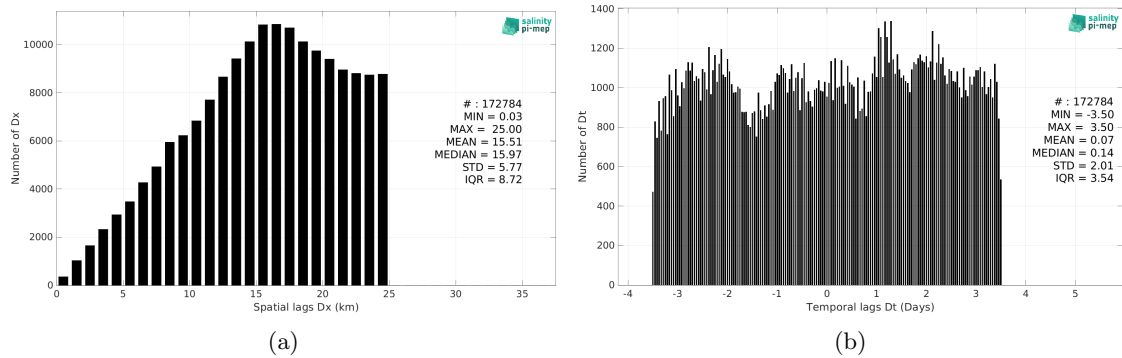 10000
8000
6000
4000
2000
0
Number of Dx
0 5 10 15 20 25 30 35
Spatial lags Dx (km)
salinity
pi-mep
# : 172784
MIN = 0.03
MAX = 25.00
MEAN = 15.51
MEDIAN = 15.97
STD = 5.77
IQR = 8.72
(a)
1400
1200
1000
800
600
400
200
0
Number of Dt
-4 -3 -2 -1 0 1 2 3 4 5
Temporal lags Dt (Days)
salinity
pi-mep
# : 172784
MIN = -3.50
MAX = 3.50
MEAN = 0.07
MEDIAN = 0.14
STD = 2.01
IQR = 3.54
(b)